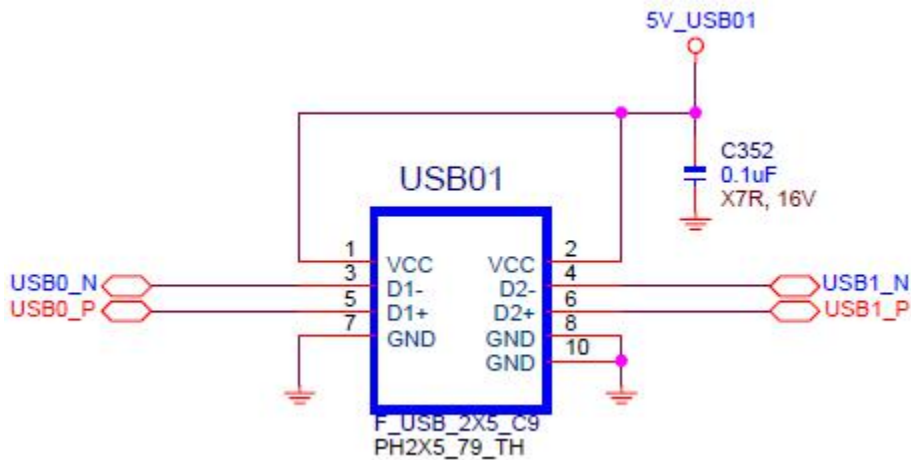 5V_USB01
C352
0.1uF
X7R, 16V
USB01
1 VCC VCC 2
USB0_N 3 D1- D2- 4 USB1_N
USB0_P 5 D1+ D2+ 6 USB1_P
7 GND GND 8
GND 10
F_USB_2X5_C9
PH2X5_79_TH